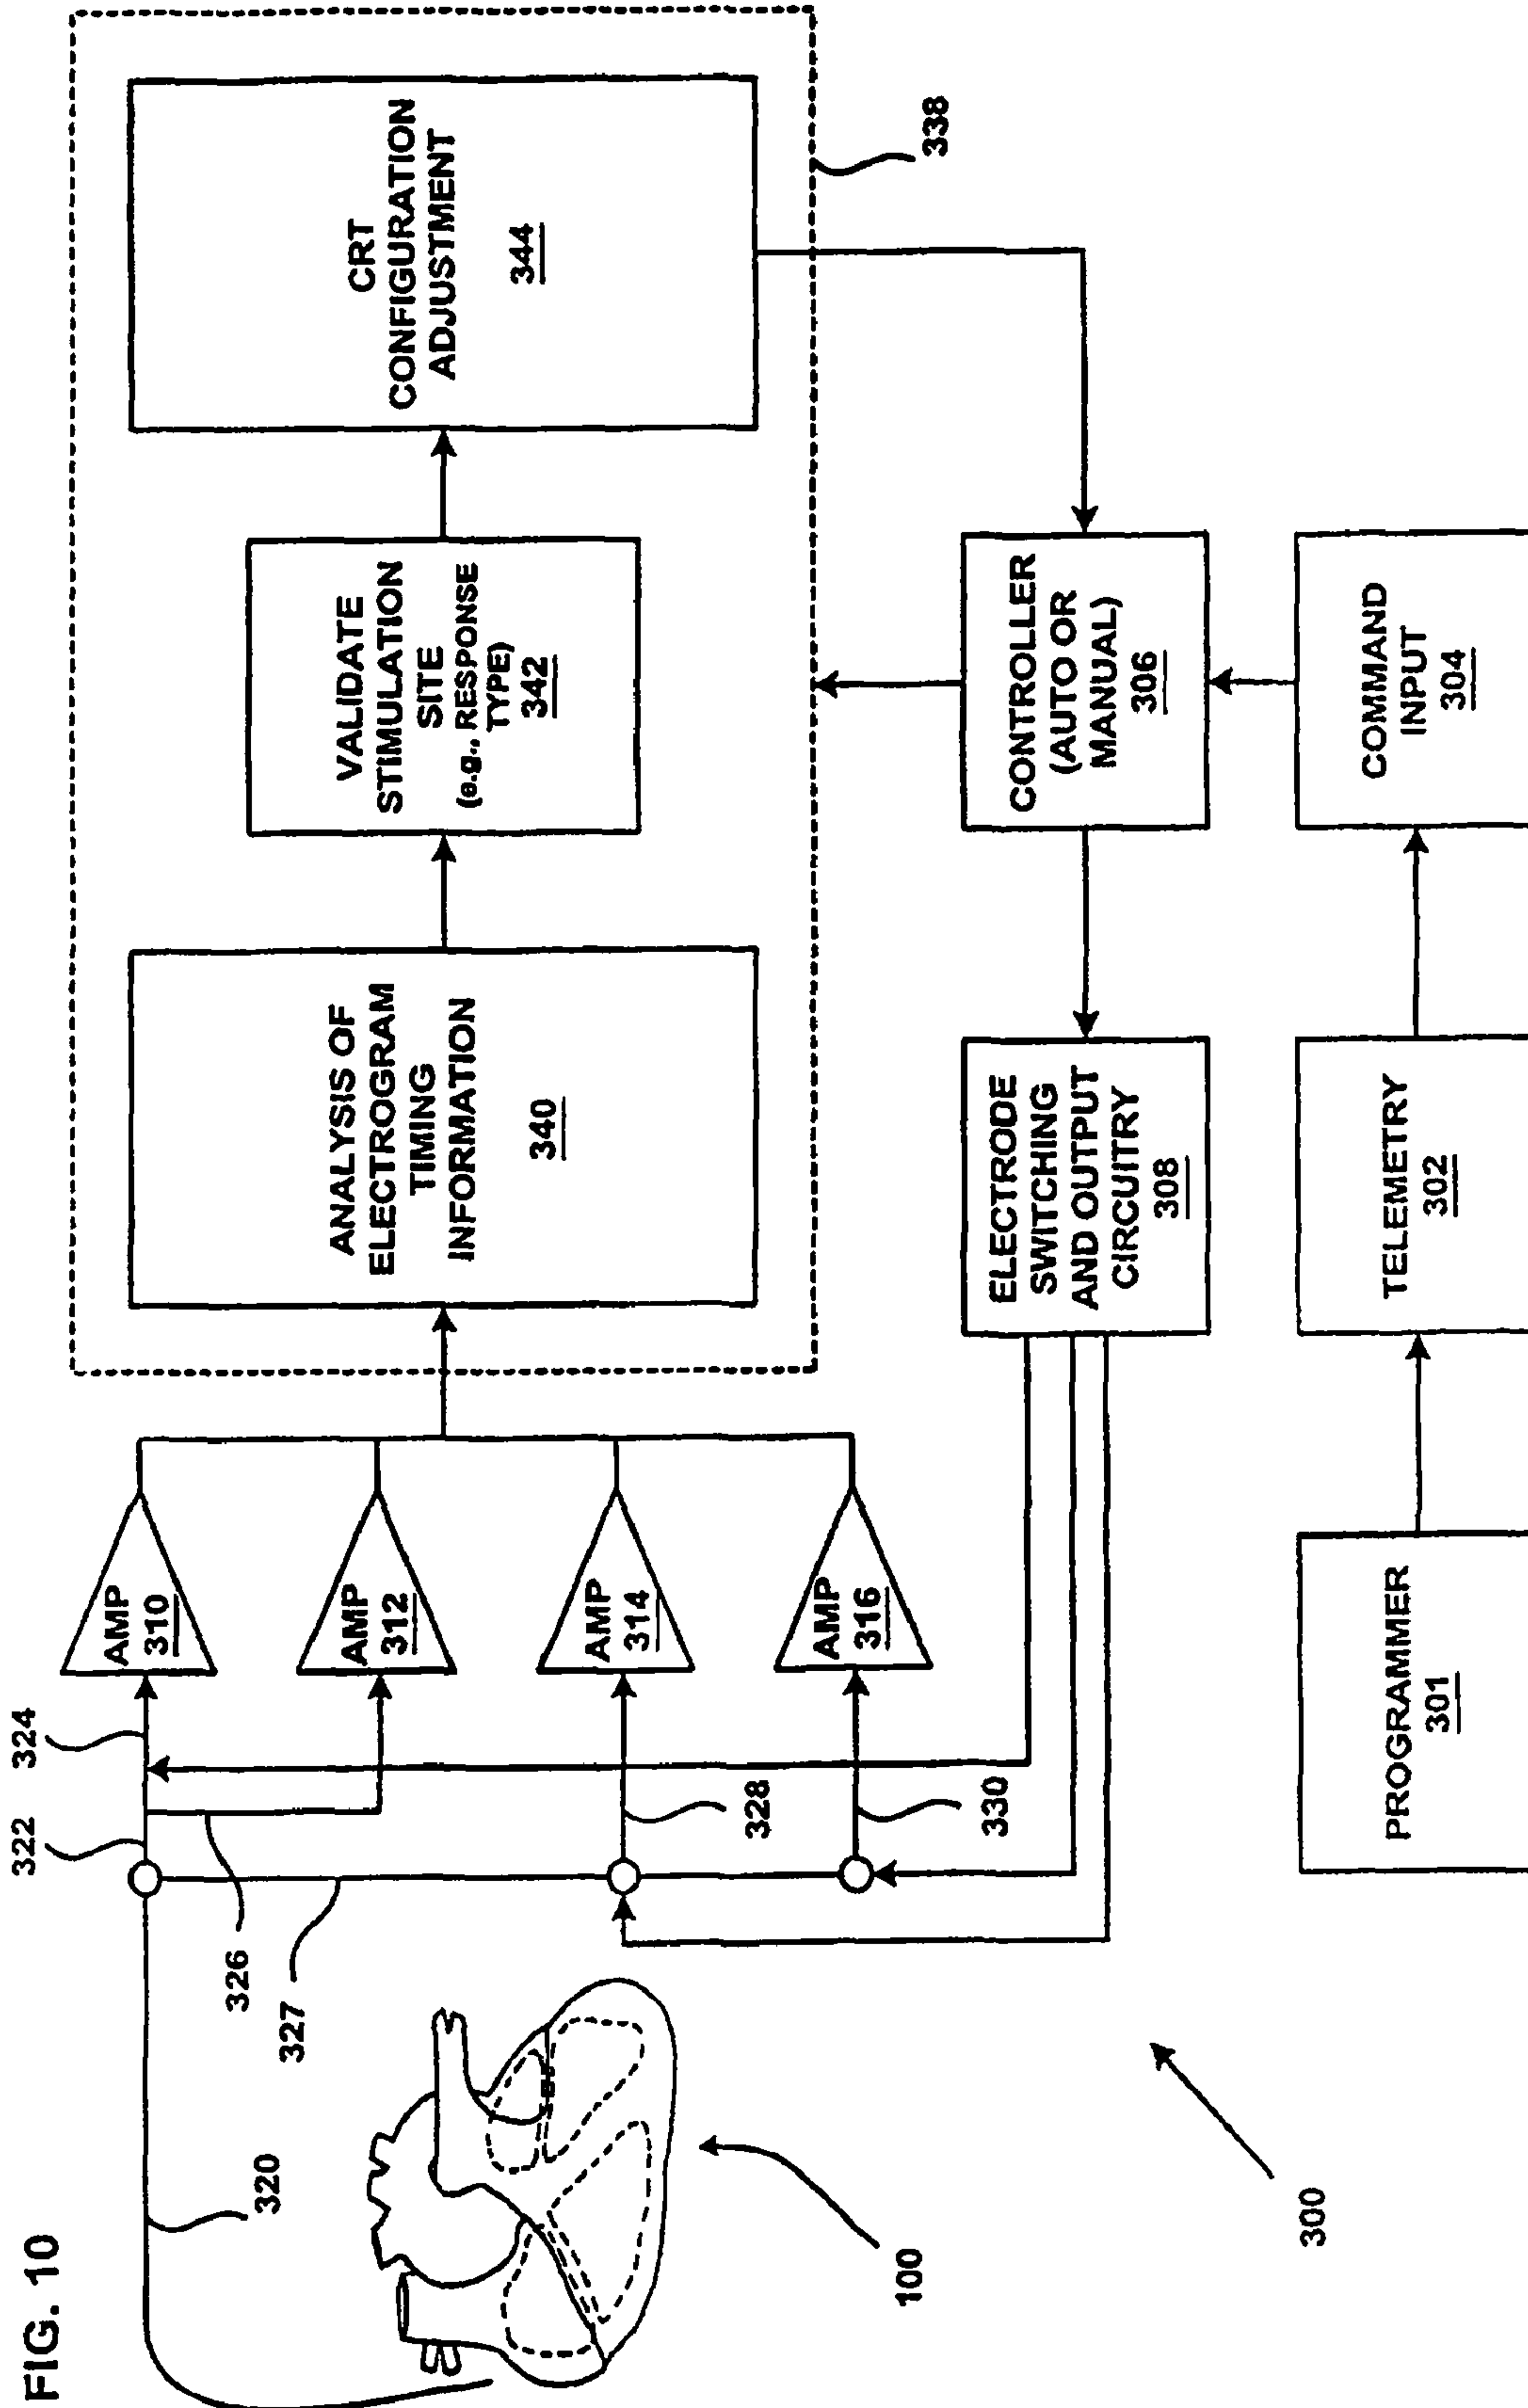 FIG. 10
320
322
324
326
327
328
330
100
300
AMP
310
AMP
312
AMP
314
AMP
316
ANALYSIS OF
ELECTROGRAM
TIMING
INFORMATION
340
VALIDATE
STIMULATION
SITE
(e.g., RESPONSE
TYPE)
342
CRT
CONFIGURATION
ADJUSTMENT
344
338
ELECTRODE
SWITCHING
AND OUTPUT
CIRCUITRY
308
CONTROLLER
(AUTO OR
MANUAL)
306
PROGRAMMER
301
TELEMETRY
302
COMMAND
INPUT
304